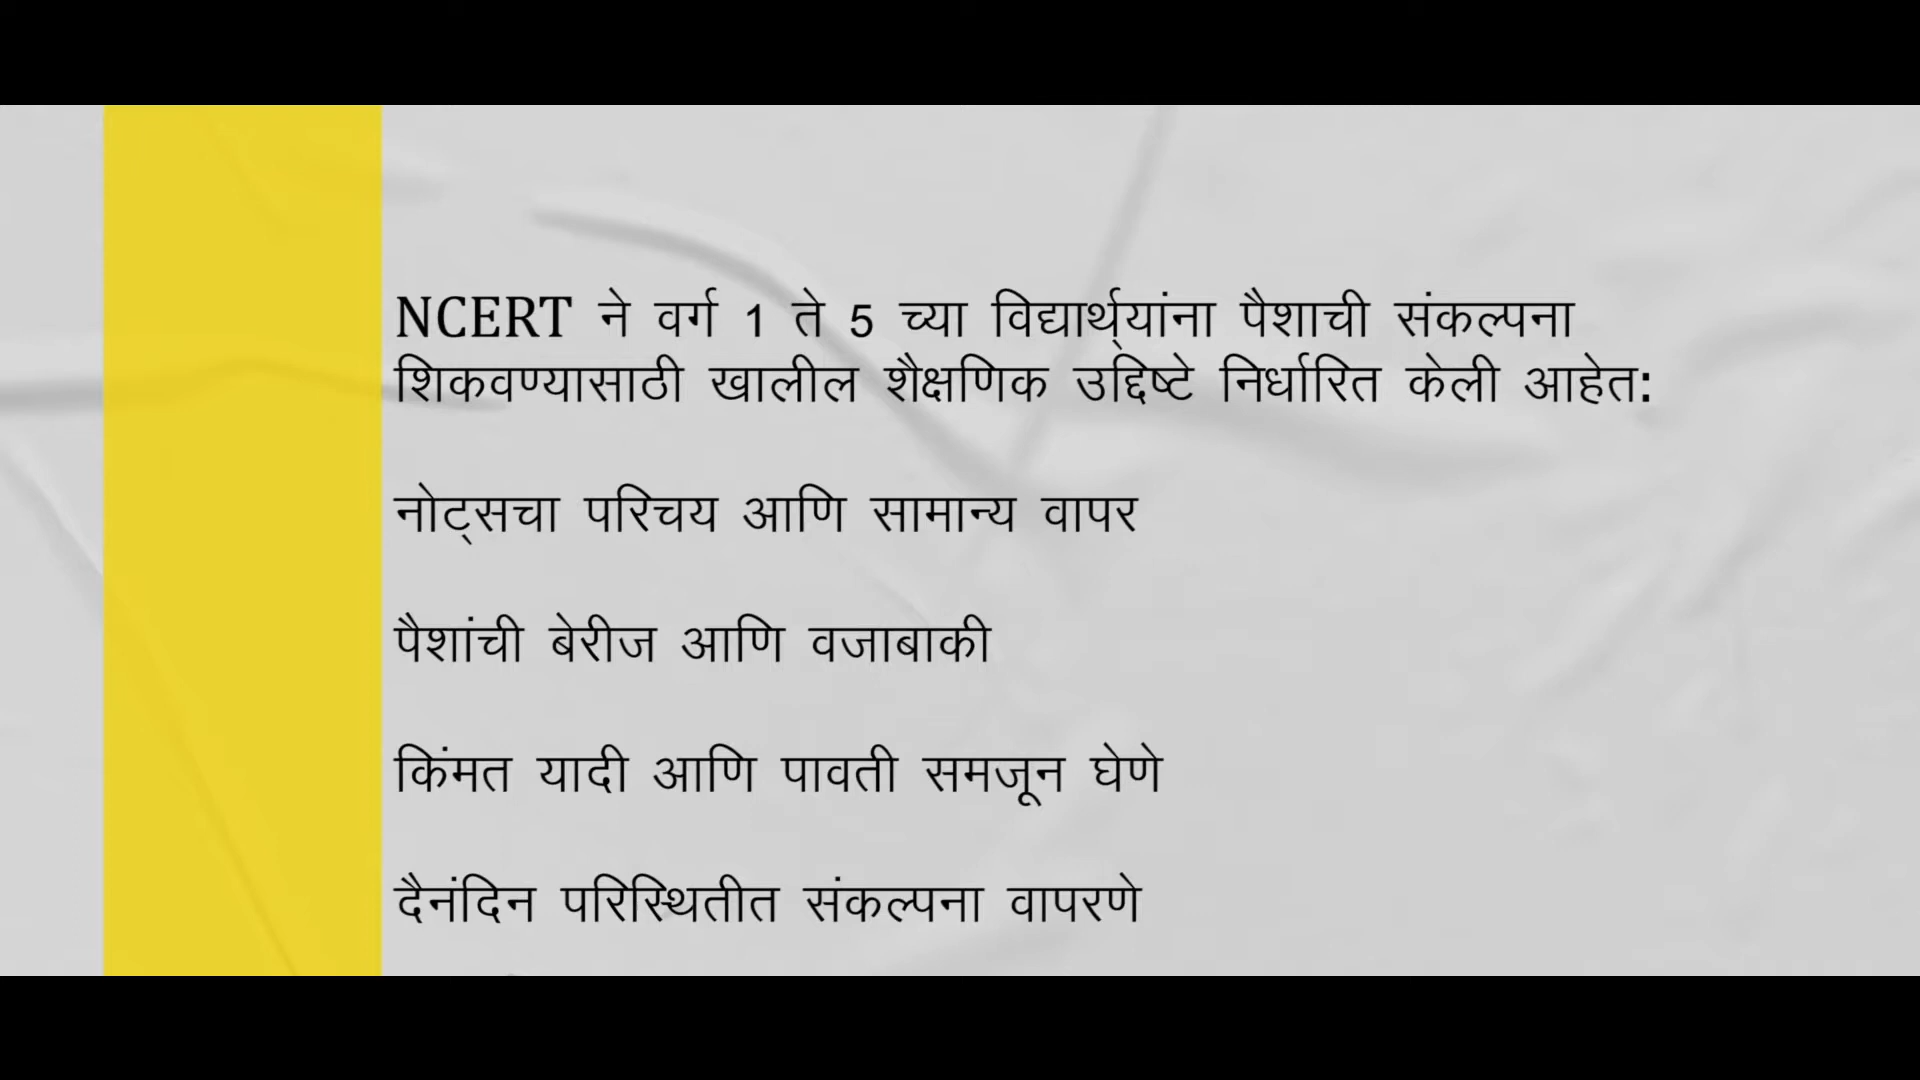 NCERT ने वर्ग 1 ते 5 च्या विद्यार्थ्यांना पैशाची संकल्पना
शिकवण्यासाठी खालील शैक्षणिक उद्दिष्टे निर्धारित केली आहेत:
नोट्सचा परिचय आणि सामान्य वापर
पैशांची बेरीज आणि वजाबाकी
किंमत यादी आणि पावती समजून घेणे
दैनंदिन परिस्थितीत संकल्पना वापरणे